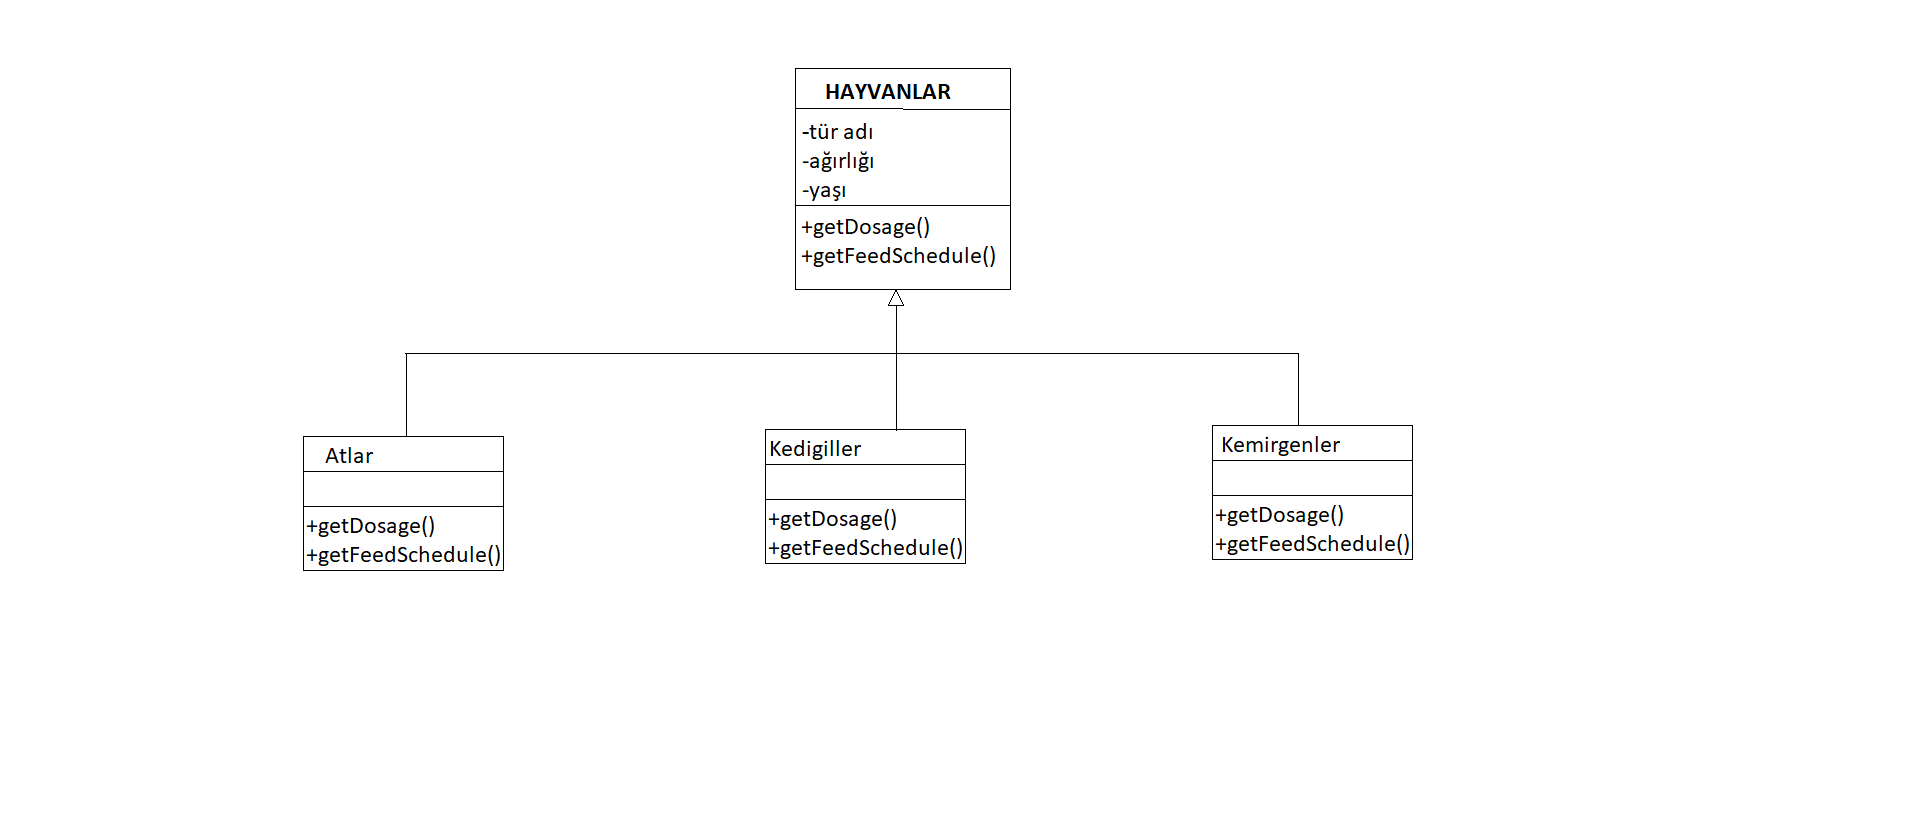 HAYVANLAR
-tür adı
-ağırlığı
-yaşı
+getDosage()
+getFeedSchedule()
Atlar
+getDosage()
+getFeedSchedule()
Kedigiller
+getDosage()
+getFeedSchedule()
Kemirgenler
+getDosage()
+getFeedSchedule()